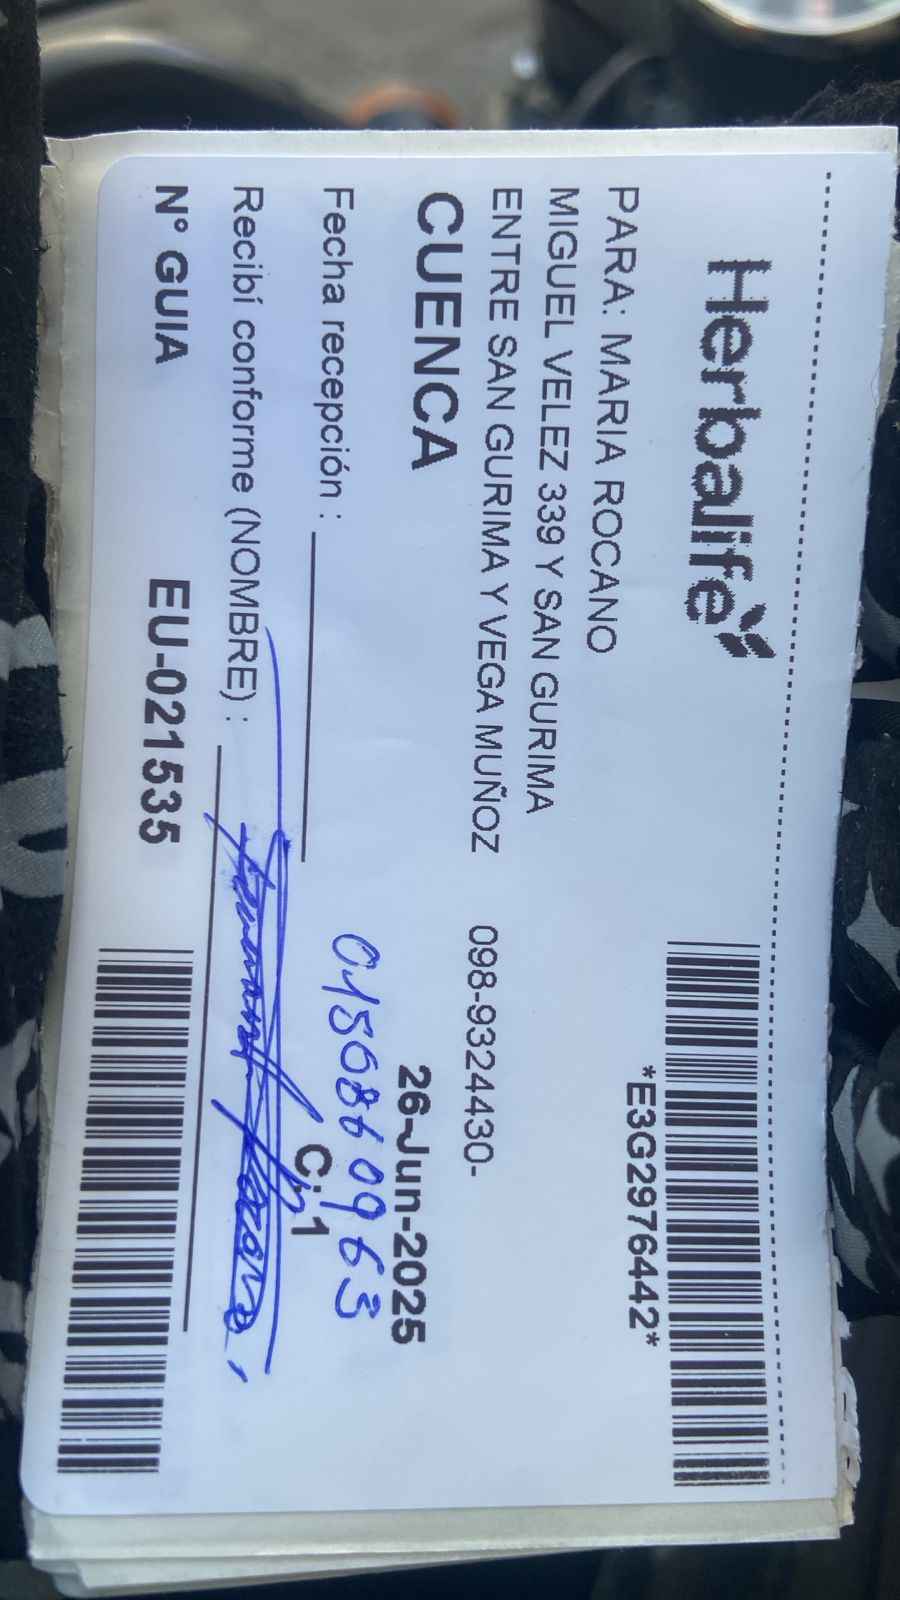 Herbalife
*E3G2976442*
PARA: MARIA ROCANO
MIGUEL VELEZ 339 Y SAN GURIMA
ENTRE SAN GURIMA Y VEGA MUÑOZ 098-9324430-
CUENCA 26-Jun-2025
0150860963
Fecha recepción : C: 1
Recibí conforme (NOMBRE) :
N° GUIA EU-021535